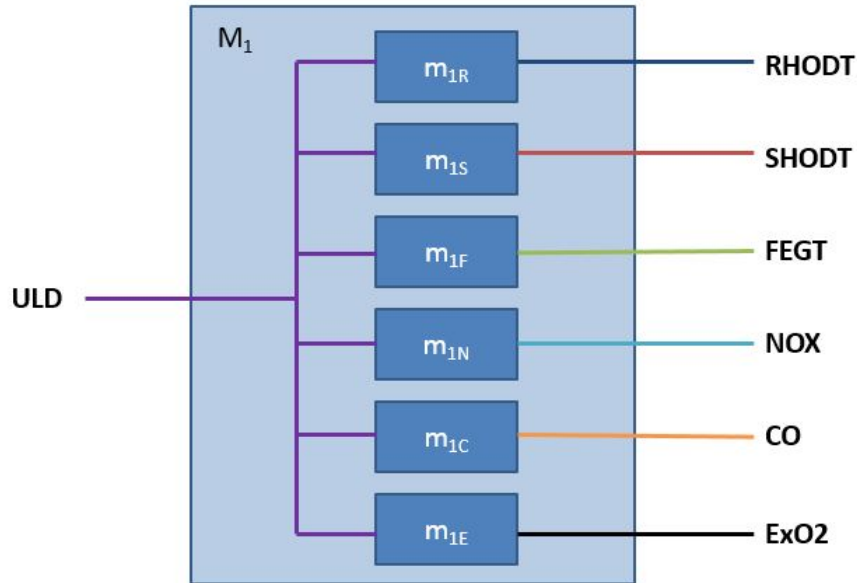 M₁
m₁R RHODT
m₁S SHODT
m₁F FEGT
ULD
m₁N NOX
m₁C CO
m₁E ExO2